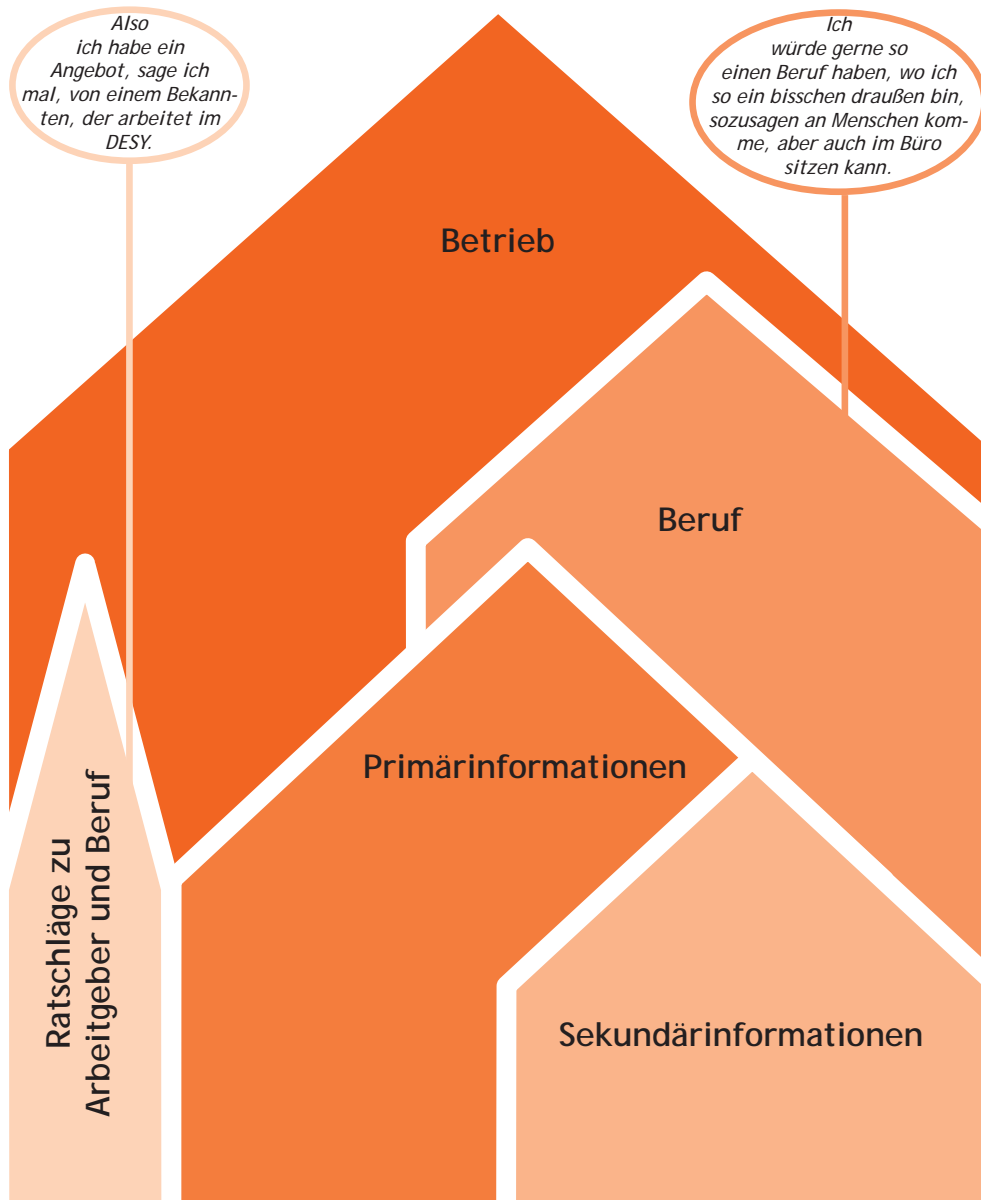 Also
ich habe ein
Angebot, sage ich
mal, von einem Bekann-
ten, der arbeitet im
DESY.
Ich
würde gerne so
einen Beruf haben, wo ich
so ein bisschen draußen bin,
sozusagen an Menschen kom-
me, aber auch im Büro
sitzen kann.
Betrieb
Beruf
Primärinformationen
Ratschläge zu
Arbeitgeber und Beruf
Sekundärinformationen